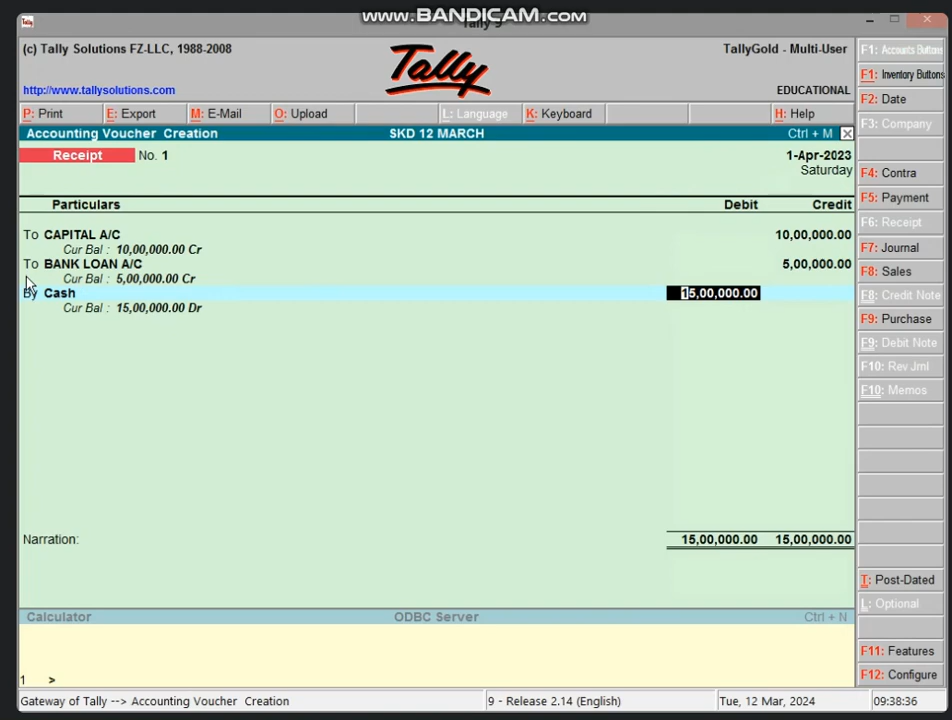 WWW.BANDICAM.COM
Tally 9
(c) Tally Solutions FZ-LLC, 1988-2008
Tally
TallyGold - Multi-User
http://www.tallysolutions.com
EDUCATIONAL
P: Print E: Export M: E-Mail O: Upload L: Language K: Keyboard H: Help
Accounting Voucher Creation SKD 12 MARCH Ctrl + M
Receipt No. 1 1-Apr-2023
Saturday
Particulars Debit Credit
To CAPITAL A/C 10,00,000.00
Cur Bal : 10,00,000.00 Cr
To BANK LOAN A/C 5,00,000.00
Cur Bal : 5,00,000.00 Cr
By Cash 15,00,000.00
Cur Bal : 15,00,000.00 Dr
Narration: 15,00,000.00 15,00,000.00
Calculator ODBC Server Ctrl + N
1 >
Gateway of Tally --> Accounting Voucher Creation 9 - Release 2.14 (English) Tue, 12 Mar, 2024 09:38:36
F1: Accounts Buttons
F1: Inventory Buttons
F2: Date
F3: Company
F4: Contra
F5: Payment
F6: Receipt
F7: Journal
F8: Sales
F8: Credit Note
F9: Purchase
F9: Debit Note
F10: Rev Jrnl
F10: Memos
T: Post-Dated
L: Optional
F11: Features
F12: Configure